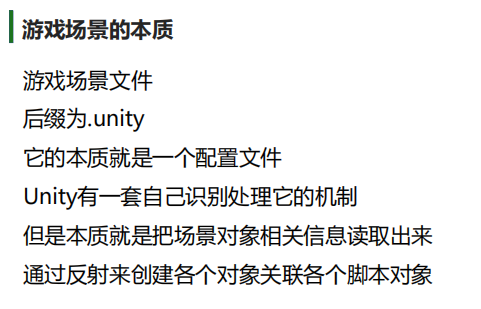 游戏场景的本质
游戏场景文件
后缀为.unity
它的本质就是一个配置文件
Unity有一套自己识别处理它的机制
但是本质就是把场景对象相关信息读取出来
通过反射来创建各个对象关联各个脚本对象